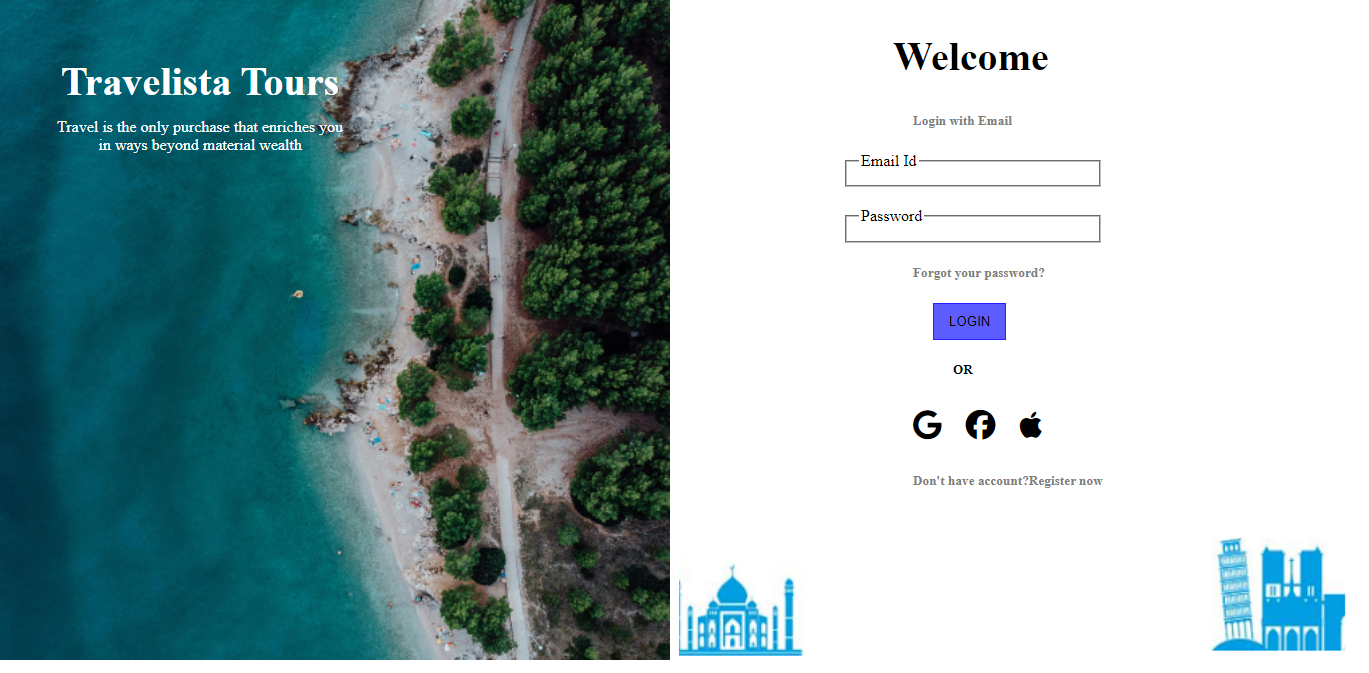 Travelista Tours
Travel is the only purchase that enriches you
in ways beyond material wealth
Welcome
Login with Email
Email Id
Password
Forgot your password?
LOGIN
OR
Don't have account?Register now